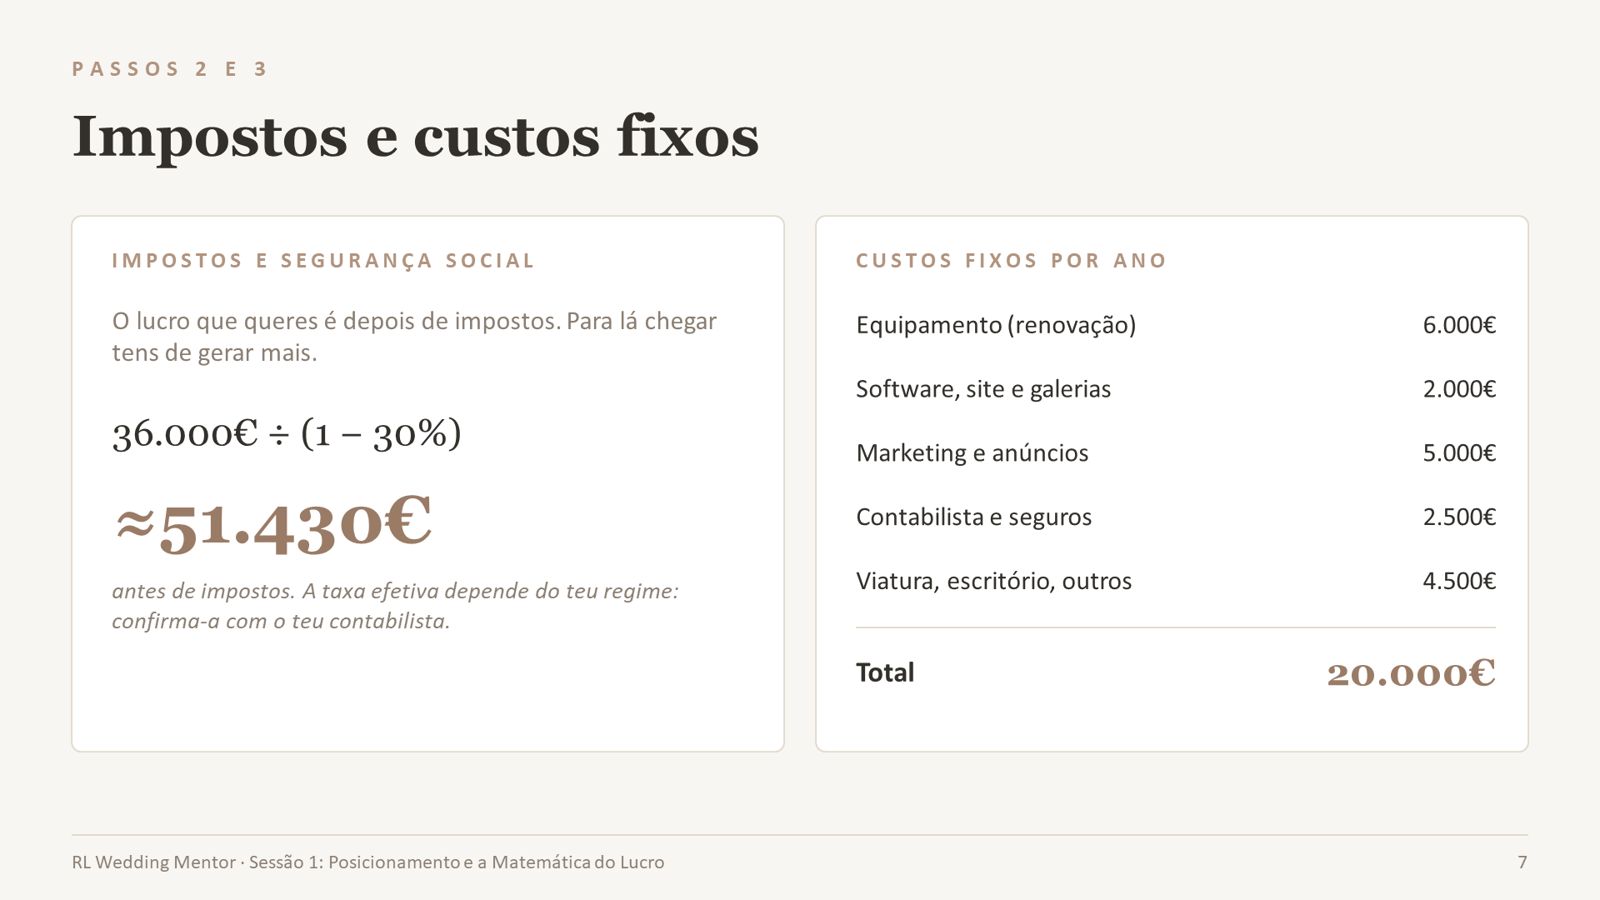 PASSOS 2 E 3
Impostos e custos fixos
IMPOSTOS E SEGURANÇA SOCIAL
O lucro que queres é depois de impostos. Para lá chegar
tens de gerar mais.
36.000€ ÷ (1 – 30%)
≈51.430€
antes de impostos. A taxa efetiva depende do teu regime:
confirma-a com o teu contabilista.
CUSTOS FIXOS POR ANO
Equipamento (renovação) 6.000€
Software, site e galerias 2.000€
Marketing e anúncios 5.000€
Contabilista e seguros 2.500€
Viatura, escritório, outros 4.500€
Total 20.000€
RL Wedding Mentor · Sessão 1: Posicionamento e a Matemática do Lucro 7